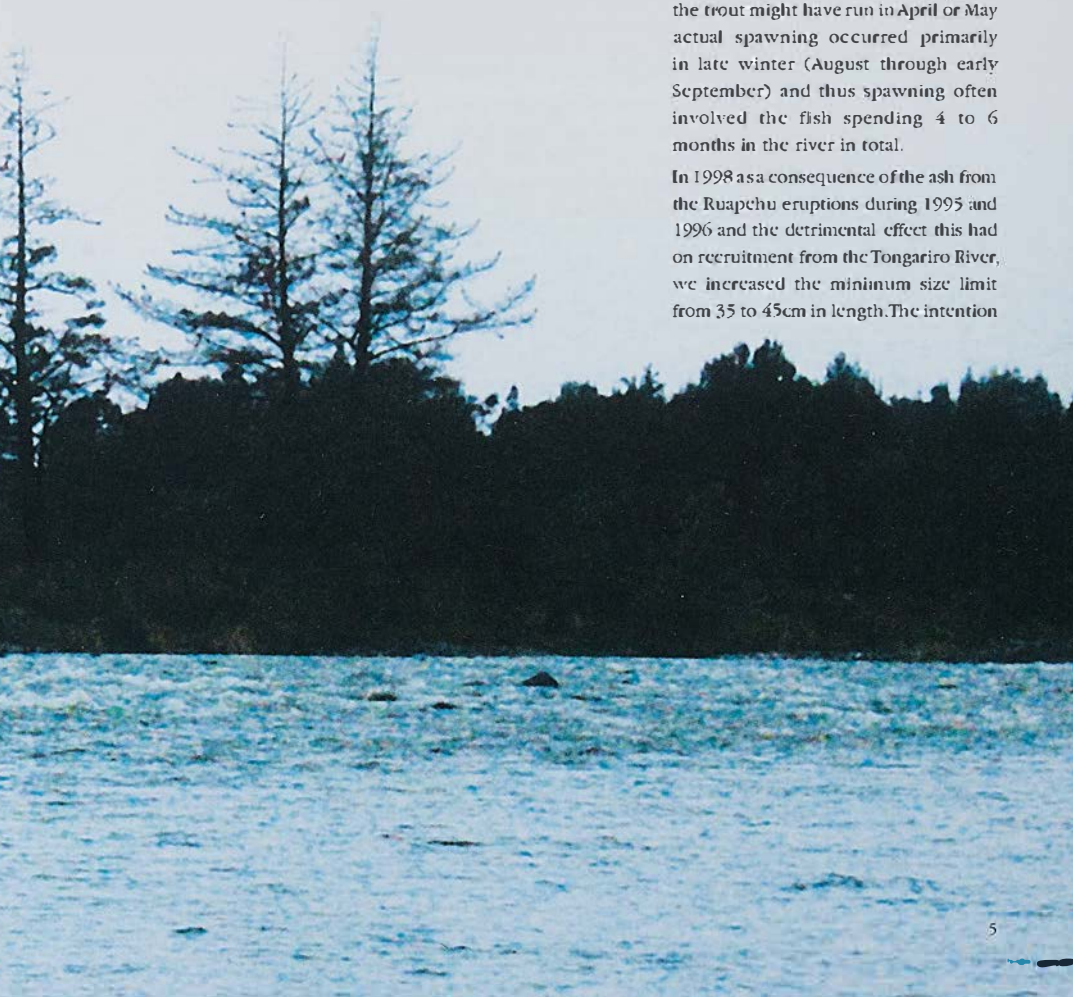 the trout might have run in April or May
actual spawning occurred primarily
in late winter (August through early
September) and thus spawning often
involved the fish spending 4 to 6
months in the river in total.
In 1998 as a consequence of the ash from
the Ruapehu eruptions during 1995 and
1996 and the detrimental effect this had
on recruitment from the Tongariro River,
we increased the minimum size limit
from 35 to 45cm in length.The intention
5